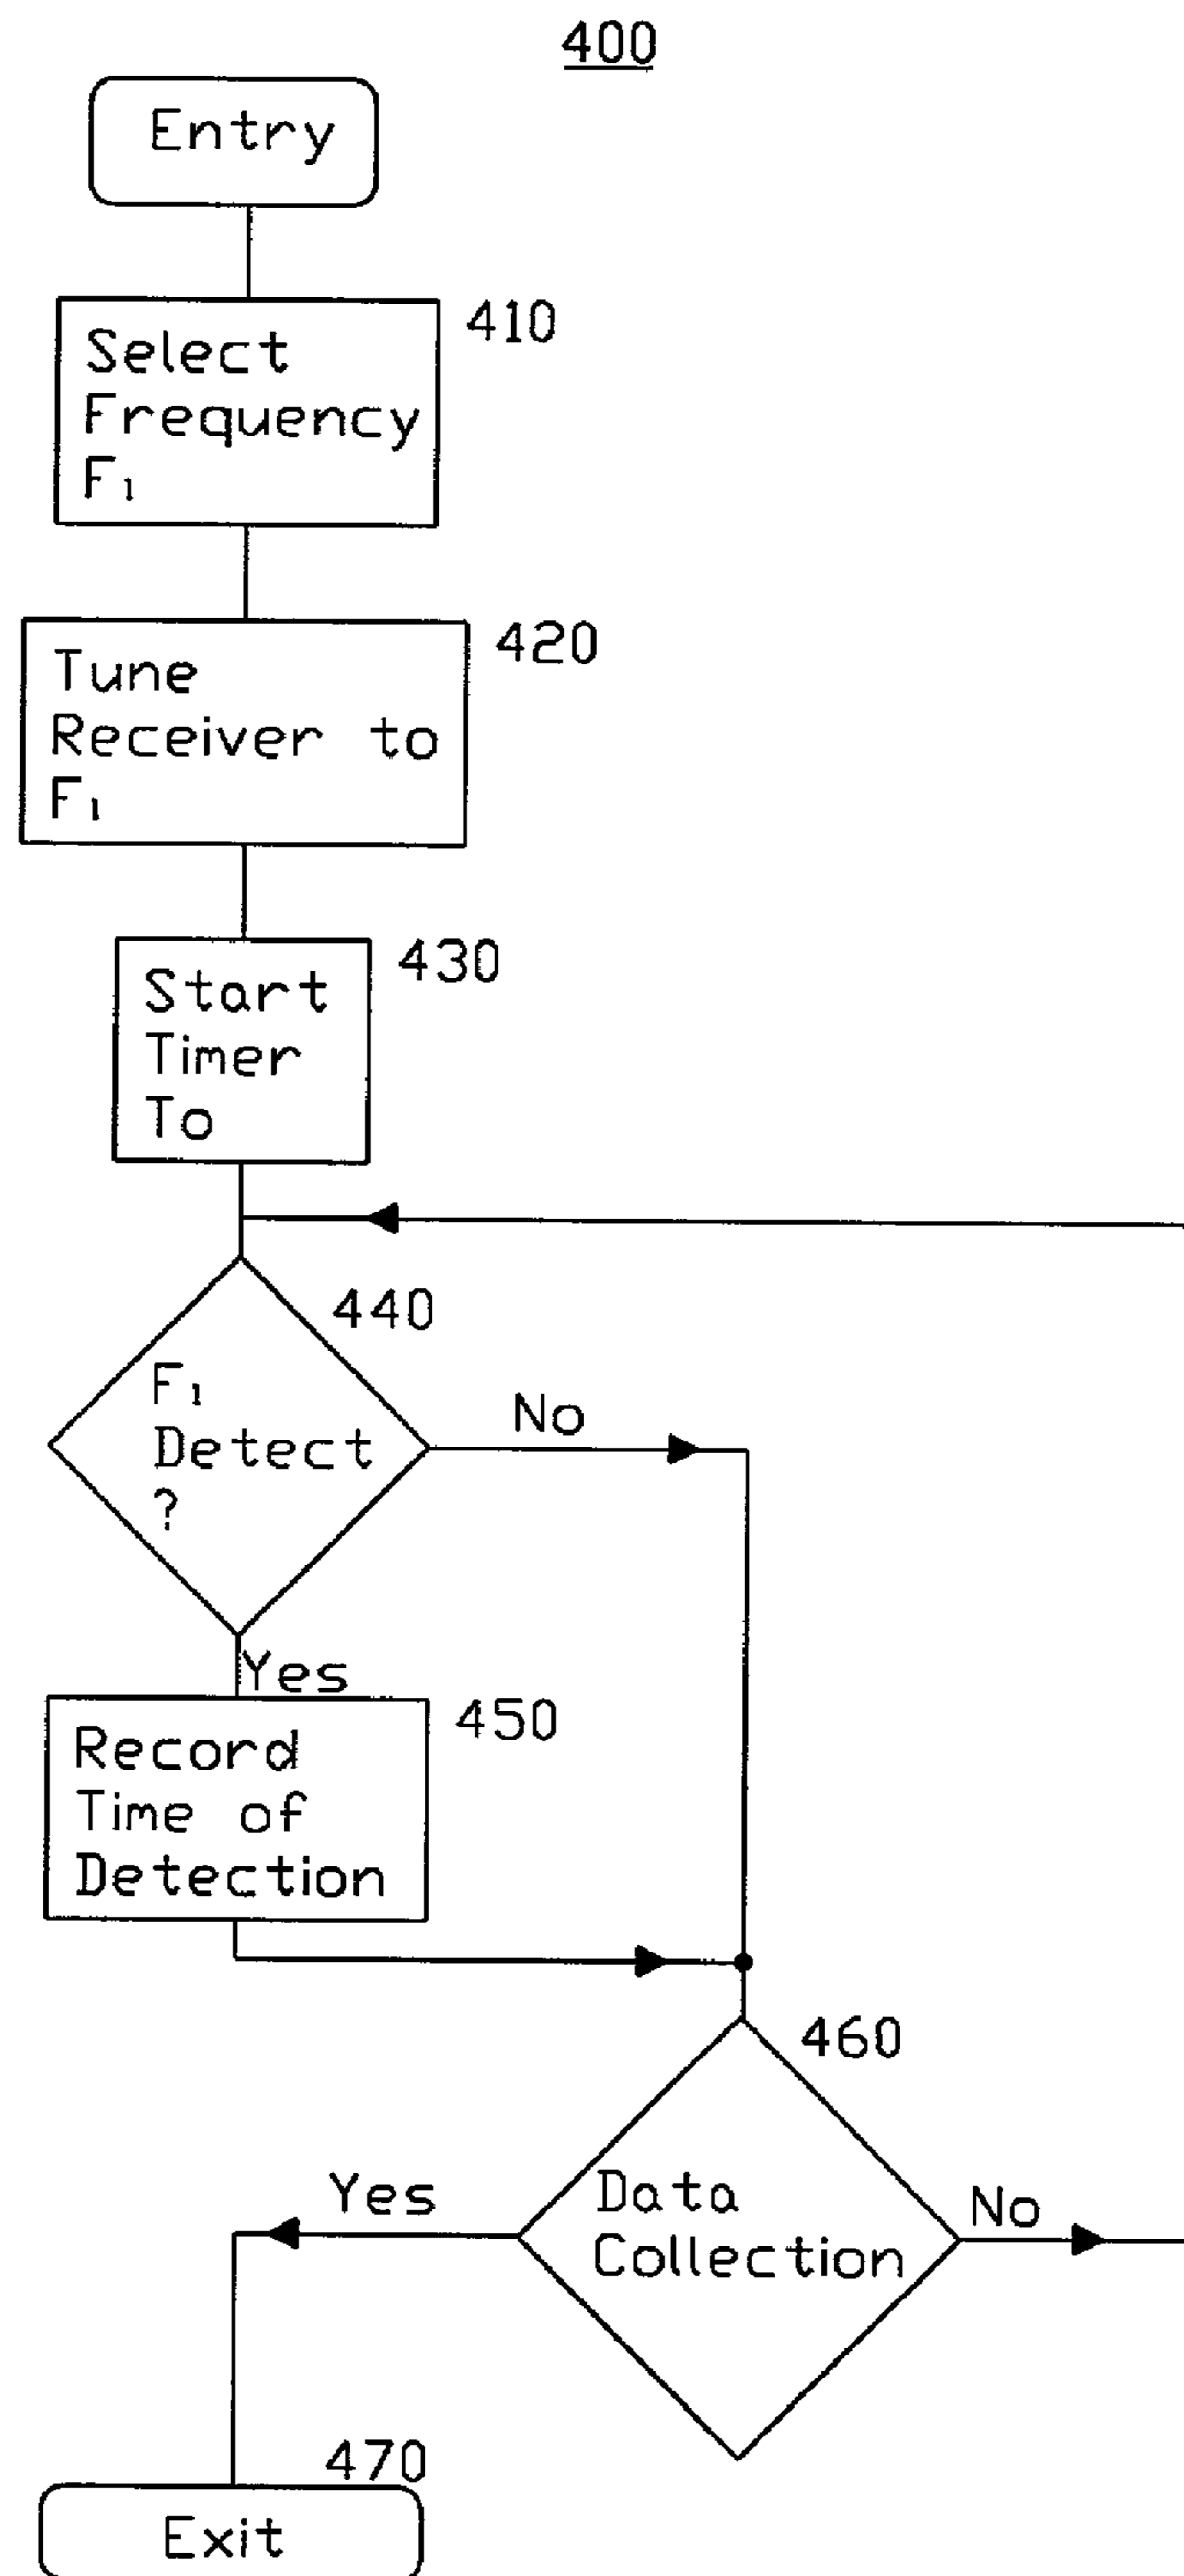 400
Entry
410
Select
Frequency
F₁
420
Tune
Receiver to
F₁
430
Start
Timer
To
440
F₁
Detect
?
No
Yes
450
Record
Time of
Detection
460
Data
Collection
Yes
No
470
Exit